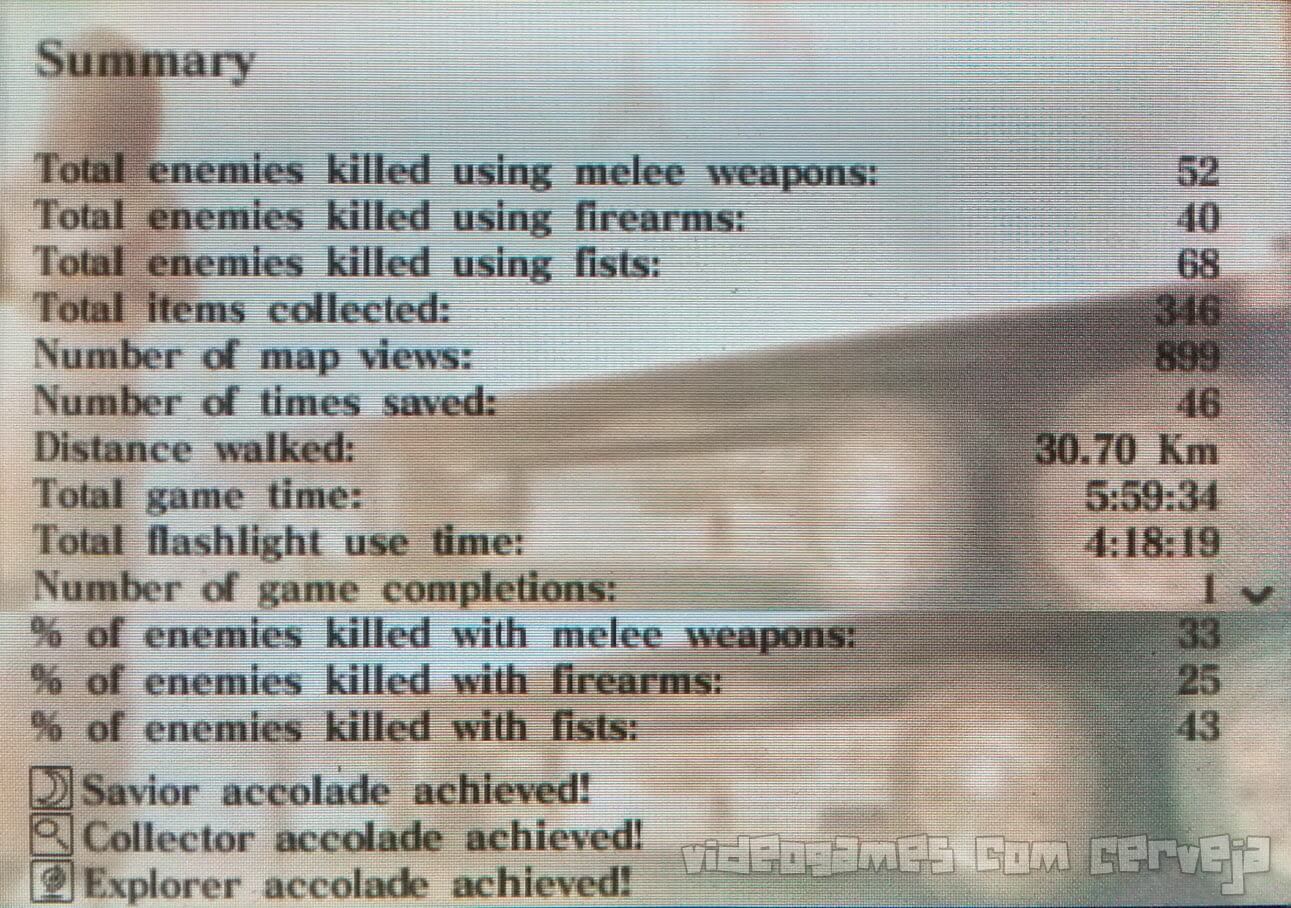 Summary
Total enemies killed using melee weapons: 52
Total enemies killed using firearms: 40
Total enemies killed using fists: 68
Total items collected: 346
Number of map views: 899
Number of times saved: 46
Distance walked: 30.70 Km
Total game time: 5:59:34
Total flashlight use time: 4:18:19
Number of game completions: 1
% of enemies killed with melee weapons: 33
% of enemies killed with firearms: 25
% of enemies killed with fists: 43
Savior accolade achieved!
Collector accolade achieved!
Explorer accolade achieved!
videogames com cerveja